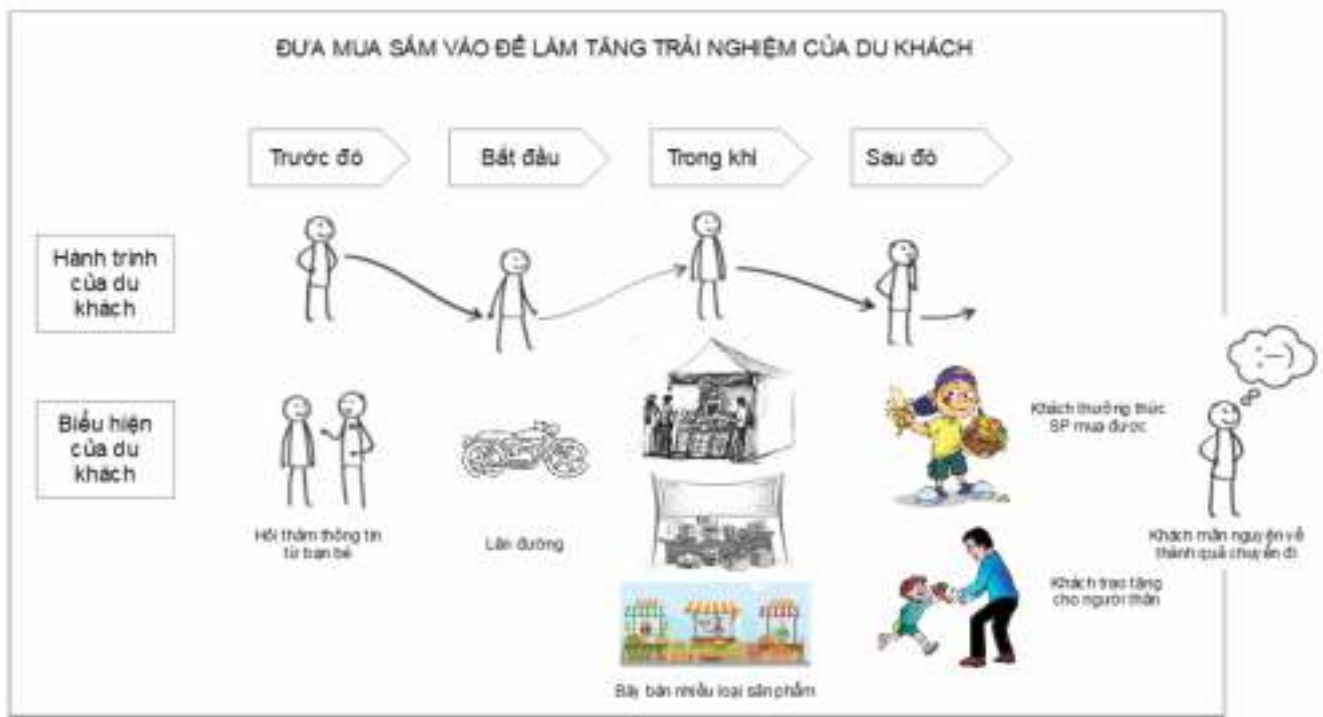 ĐƯA MUA SẮM VÀO ĐỂ LÀM TĂNG TRẢI NGHIỆM CỦA DU KHÁCH
Trước đó
Bắt đầu
Trong khi
Sau đó
Hành trình
của du
khách
Biểu hiện
của du
khách
Hỏi thăm thông tin
từ bạn bè
Lên đường
Bày bán nhiều loại sản phẩm
Khách thưởng thức
SP mua được
Khách trao tặng
cho người thân
Khách mãn nguyện về
thành quả chuyến đi
:-)